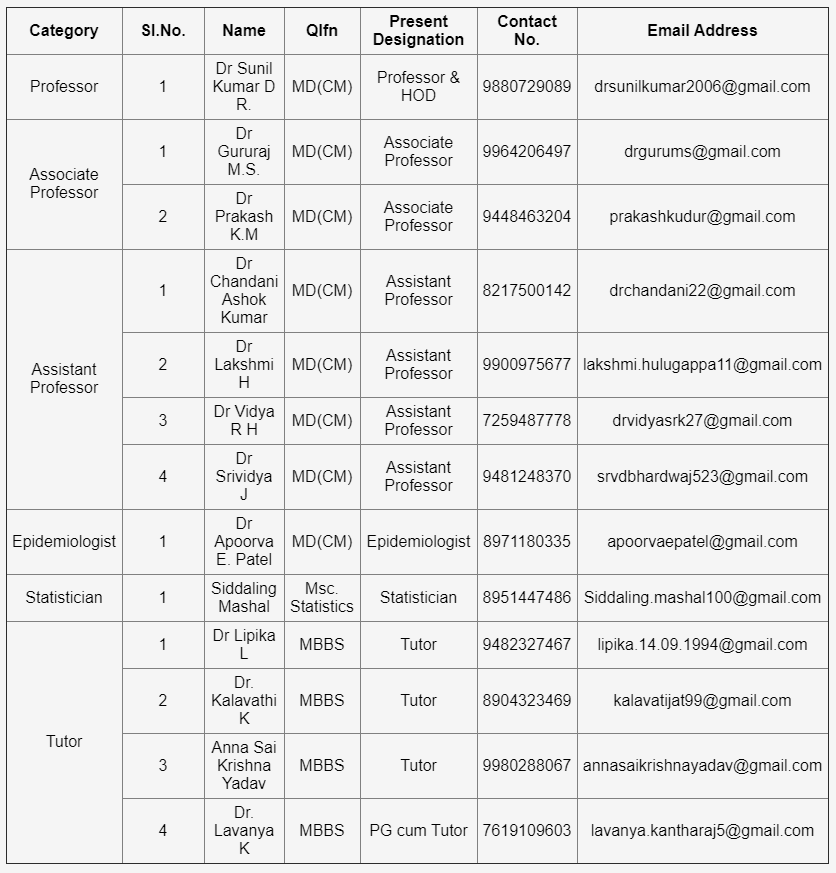 Category Sl.No. Name Qlfn Present Designation Contact No. Email Address
Professor 1 Dr Sunil Kumar D R. MD(CM) Professor & HOD 9880729089 drsunilkumar2006@gmail.com
Associate Professor 1 Dr Gururaj M.S. MD(CM) Associate Professor 9964206497 drgurums@gmail.com
2 Dr Prakash K.M MD(CM) Associate Professor 9448463204 prakashkudur@gmail.com
Assistant Professor 1 Dr Chandani Ashok Kumar MD(CM) Assistant Professor 8217500142 drchandani22@gmail.com
2 Dr Lakshmi H MD(CM) Assistant Professor 9900975677 lakshmi.hulugappa11@gmail.com
3 Dr Vidya R H MD(CM) Assistant Professor 7259487778 drvidyasrk27@gmail.com
4 Dr Srividya J MD(CM) Assistant Professor 9481248370 srvdbhardwaj523@gmail.com
Epidemiologist 1 Dr Apoorva E. Patel MD(CM) Epidemiologist 8971180335 apoorvaepatel@gmail.com
Statistician 1 Siddaling Mashal Msc. Statistics Statistician 8951447486 Siddaling.mashal100@gmail.com
Tutor 1 Dr Lipika L MBBS Tutor 9482327467 lipika.14.09.1994@gmail.com
2 Dr. Kalavathi K MBBS Tutor 8904323469 kalavatijat99@gmail.com
3 Anna Sai Krishna Yadav MBBS Tutor 9980288067 annasaikrishnayadav@gmail.com
4 Dr. Lavanya K MBBS PG cum Tutor 7619109603 lavanya.kantharaj5@gmail.com